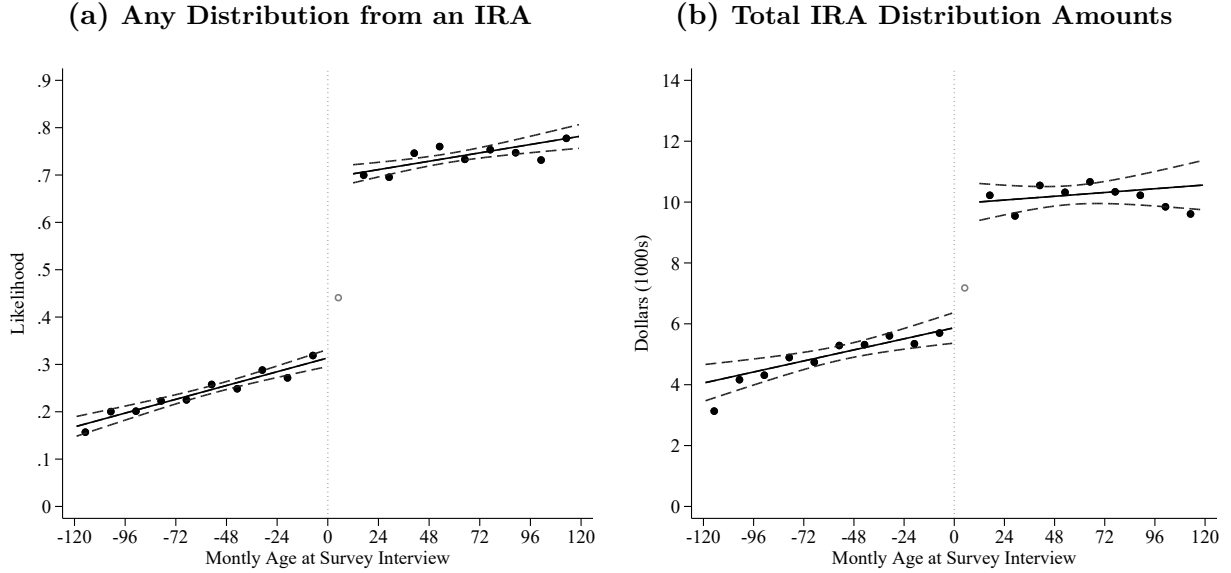 (a) Any Distribution from an IRA
.9
.8
.7
.6
.5
.4
.3
.2
.1
0
Likelihood
-120 -96 -72 -48 -24 0 24 48 72 96 120
Montly Age at Survey Interview
(b) Total IRA Distribution Amounts
14
12
10
8
6
4
2
0
Dollars (1000s)
-120 -96 -72 -48 -24 0 24 48 72 96 120
Montly Age at Survey Interview